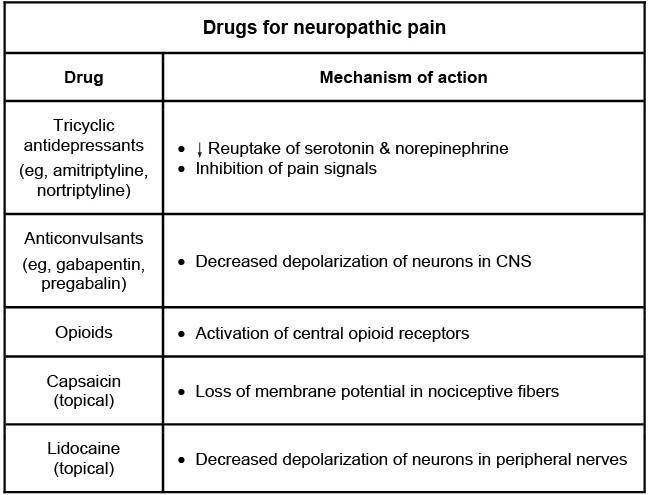 Drugs for neuropathic pain
Drug
Mechanism of action
Tricyclic
antidepressants
(eg, amitriptyline,
nortriptyline)
• ↓ Reuptake of serotonin & norepinephrine
• Inhibition of pain signals
Anticonvulsants
(eg, gabapentin,
pregabalin)
• Decreased depolarization of neurons in CNS
Opioids
• Activation of central opioid receptors
Capsaicin
(topical)
• Loss of membrane potential in nociceptive fibers
Lidocaine
(topical)
• Decreased depolarization of neurons in peripheral nerves